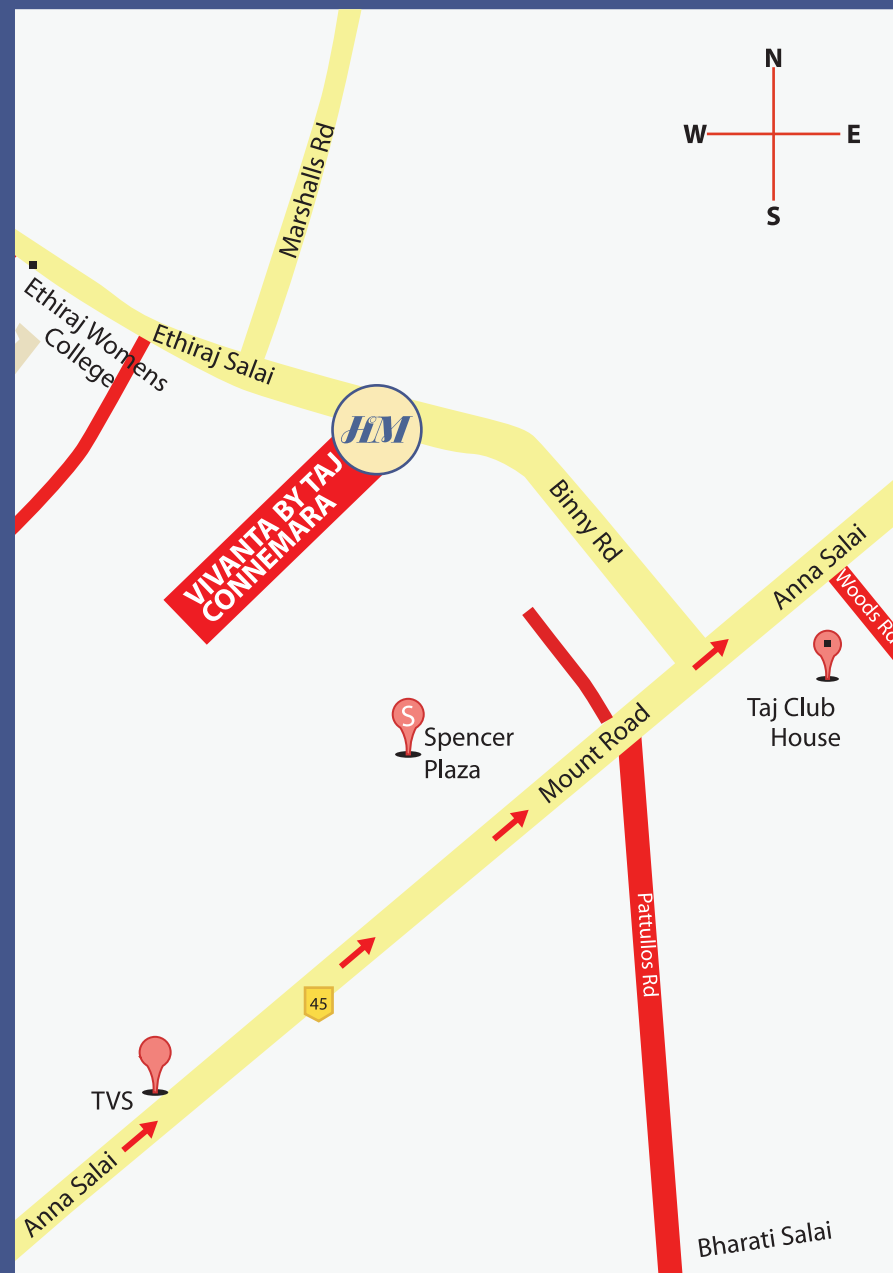 N
W
E
S
Marshalls Rd
Ethiraj Womens
College
Ethiraj Salai
HM
VIVANTA BY TAJ
CONNEMARA
Binny Rd
Anna Salai
Woods Rd
Taj Club
House
S
Spencer
Plaza
Mount Road
Pattullos Rd
45
TVS
Anna Salai
Bharati Salai